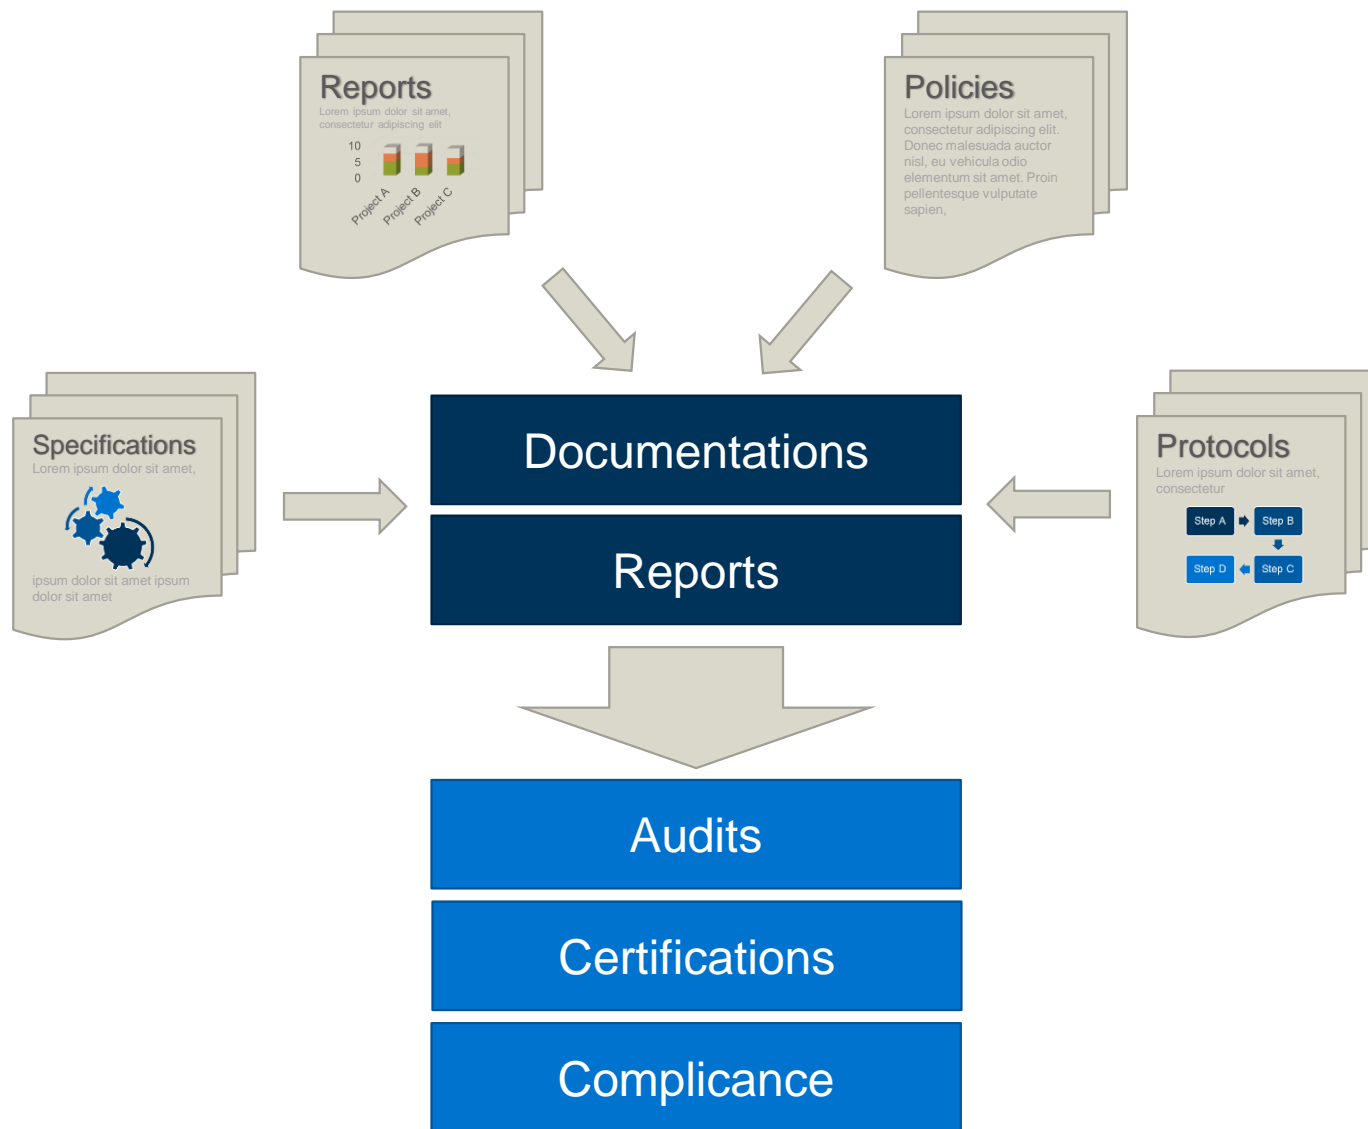 Reports
Lorem ipsum dolor sit amet,
consectetur adipiscing elit
10
5
0
Project A
Project B
Project C
Policies
Lorem ipsum dolor sit amet,
consectetur adipiscing elit.
Donec malesuada auctor
nisl, eu vehicula odio
elementum sit amet. Proin
pellentesque vulputate
sapien,
Specifications
Lorem ipsum dolor sit amet,
ipsum dolor sit amet ipsum
dolor sit amet
Documentations
Reports
Protocols
Lorem ipsum dolor sit amet,
consectetur
Step A
Step B
Step D
Step C
Audits
Certifications
Complicance